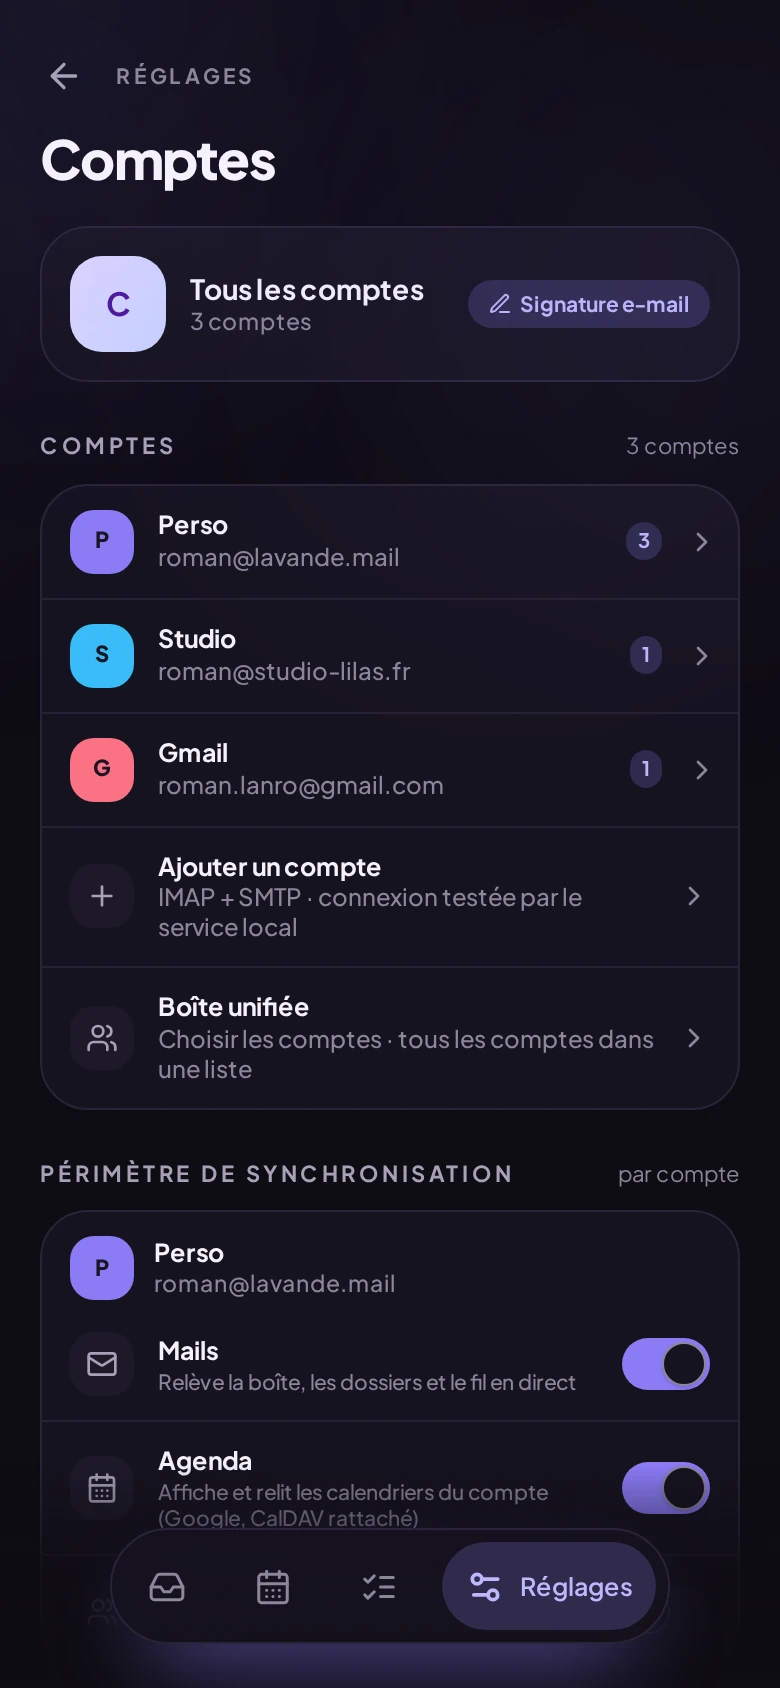 RÉGLAGES
Comptes
C
Tous les comptes
3 comptes
Signature e-mail
COMPTES
3 comptes
P
Perso
roman@lavande.mail
3
S
Studio
roman@studio-lilas.fr
1
G
Gmail
roman.lanro@gmail.com
1
Ajouter un compte
IMAP + SMTP · connexion testée par le
service local
Boîte unifiée
Choisir les comptes · tous les comptes dans
une liste
PÉRIMÈTRE DE SYNCHRONISATION
par compte
P
Perso
roman@lavande.mail
Mails
Relève la boîte, les dossiers et le fil en direct
Agenda
Affiche et relit les calendriers du compte
(Google, CalDAV rattaché)
Réglages